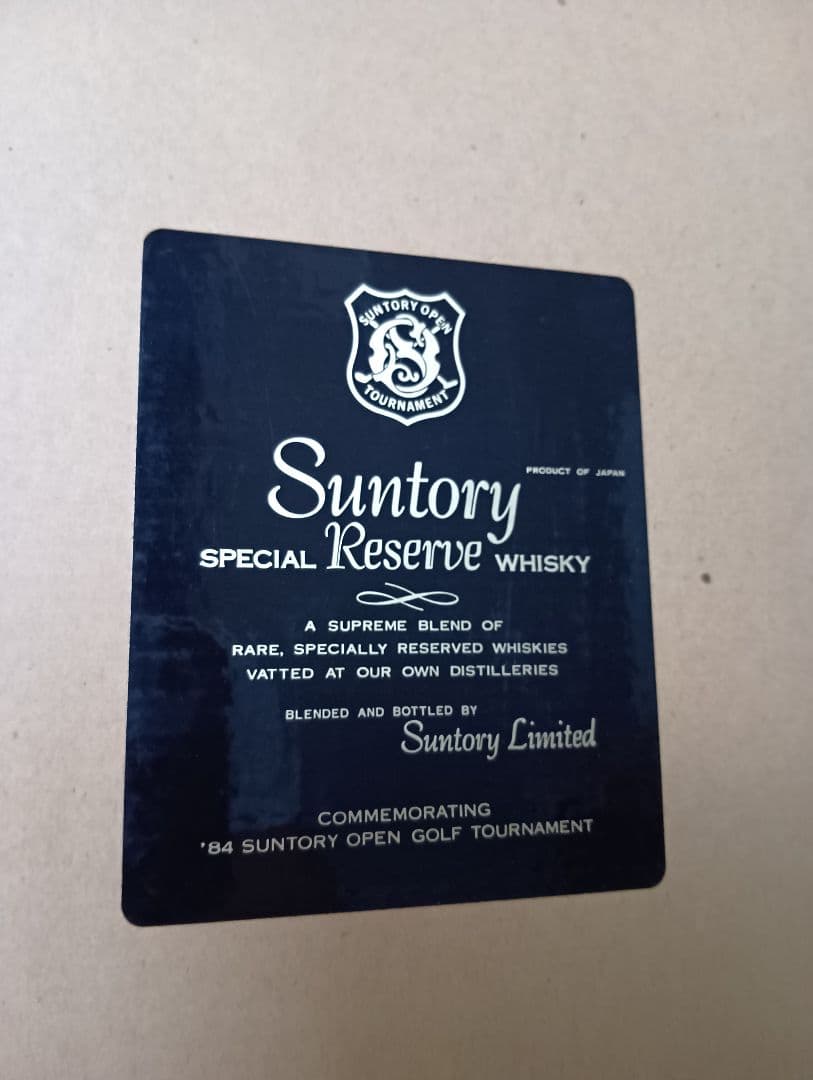 SUNTORY OPEN
TOURNAMENT
PRODUCT OF JAPAN
Suntory
SPECIAL Reserve WHISKY
A SUPREME BLEND OF
RARE, SPECIALLY RESERVED WHISKIES
VATTED AT OUR OWN DISTILLERIES
BLENDED AND BOTTLED BY
Suntory Limited
COMMEMORATING
'84 SUNTORY OPEN GOLF TOURNAMENT